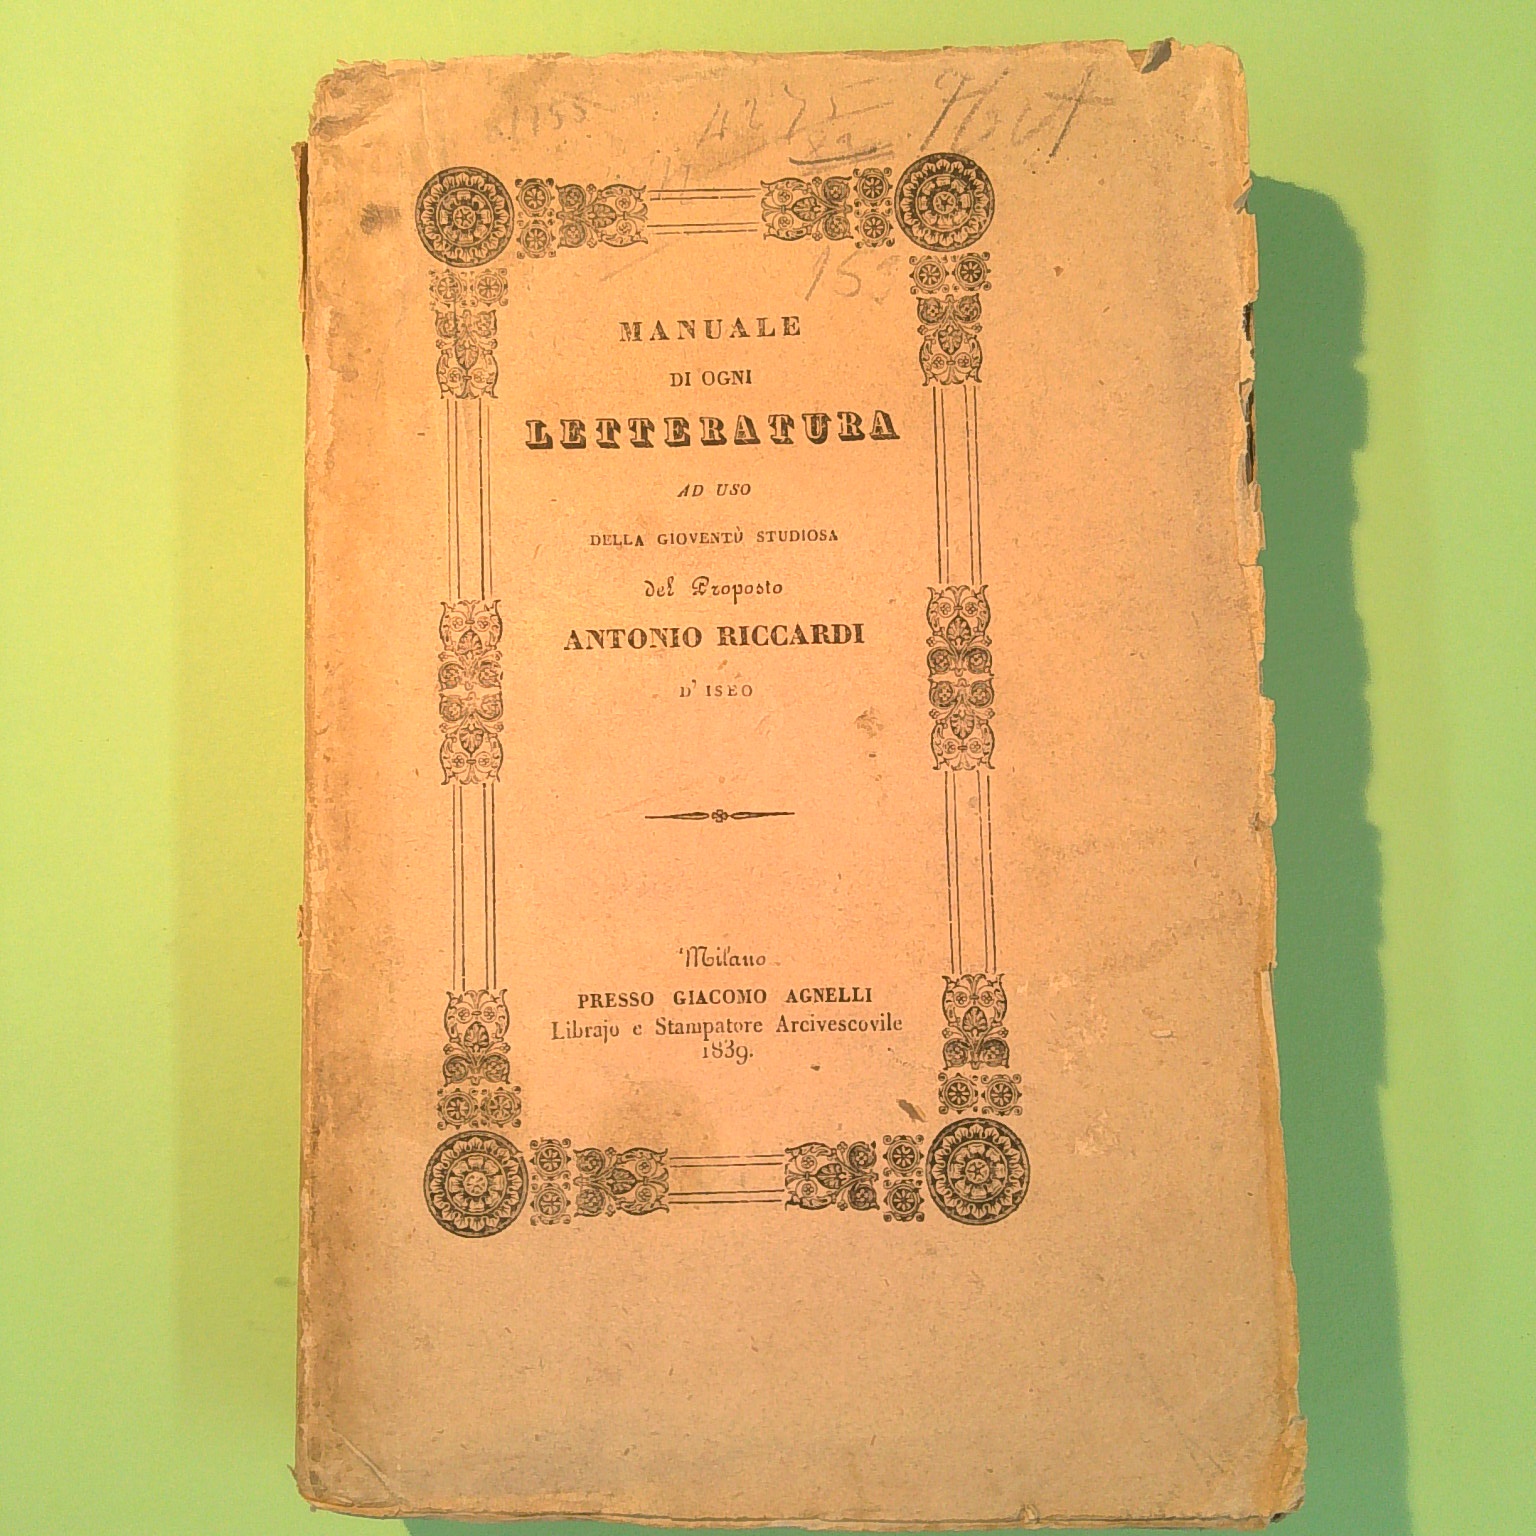 1155
MANUALE
DI OGNI
LETTERATURA
AD USO
DELLA GIOVENTÙ STUDIOSA
del Proposto
ANTONIO RICCARDI
D' ISEO
Milano
PRESSO GIACOMO AGNELLI
Librajo e Stampatore Arcivescovile
1839.